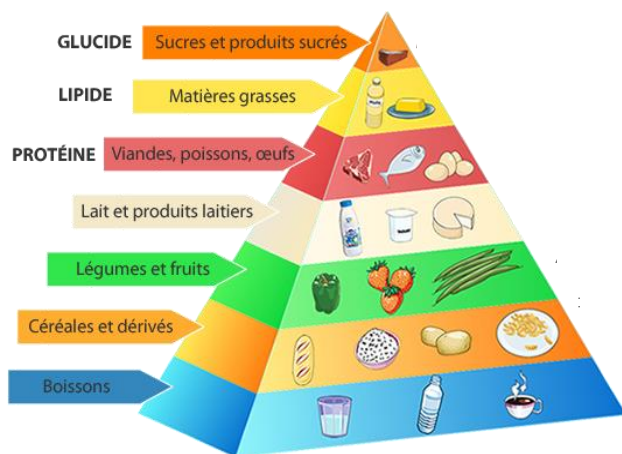 GLUCIDE Sucres et produits sucrés
LIPIDE Matières grasses
PROTÉINE Viandes, poissons, œufs
Lait et produits laitiers
Légumes et fruits
Céréales et dérivés
Boissons